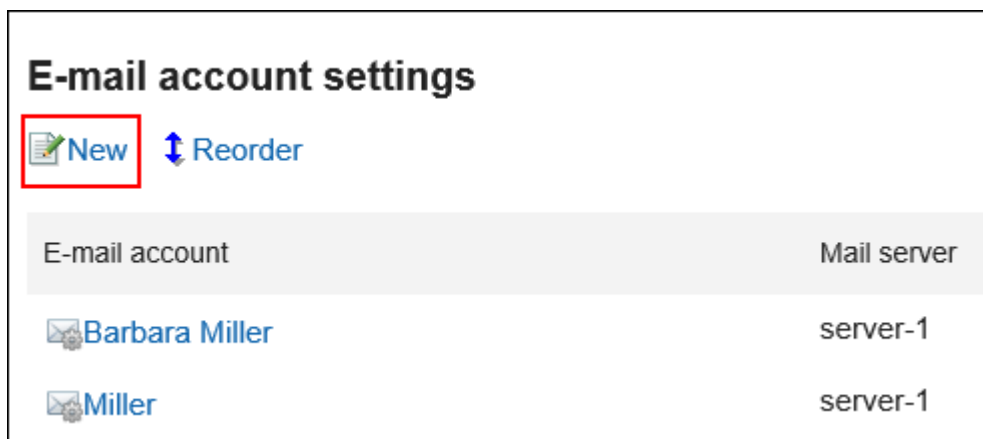 E-mail account settings
New Reorder
E-mail account Mail server
Barbara Miller server-1
Miller server-1